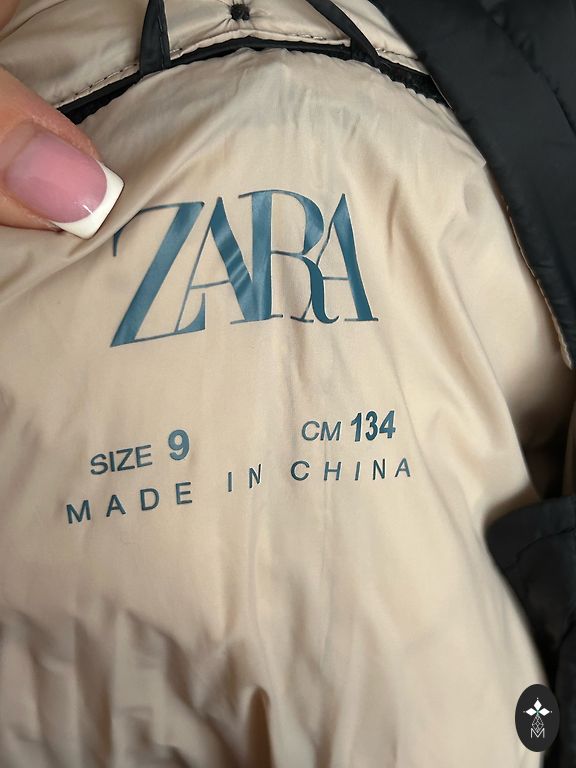 ZARA
SIZE 9 CM 134
MADE IN CHINA
M